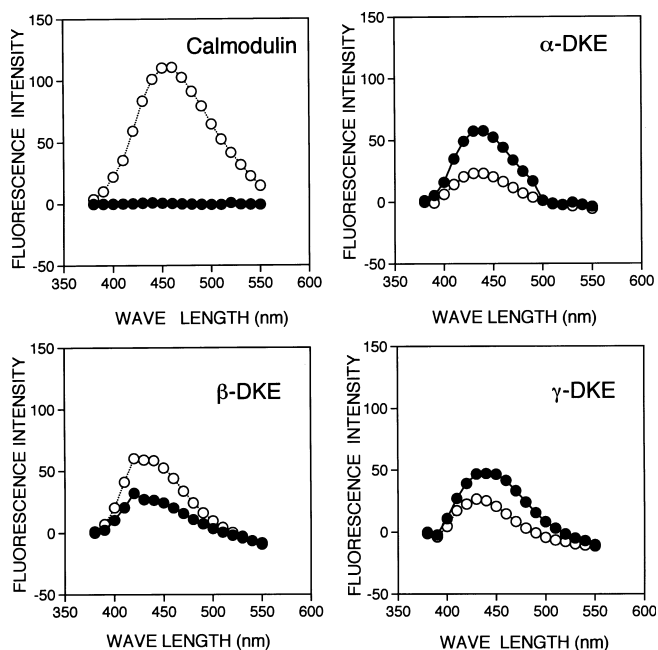 Calmodulin
FLUORESCENCE INTENSITY
150
100
50
0
-50
350 400 450 500 550 600
WAVE LENGTH (nm)
α-DKE
FLUORESCENCE INTENSITY
150
100
50
0
-50
350 400 450 500 550 600
WAVE LENGTH (nm)
β-DKE
FLUORESCENCE INTENSITY
150
100
50
0
-50
350 400 450 500 550 600
WAVE LENGTH (nm)
γ-DKE
FLUORESCENCE INTENSITY
150
100
50
0
-50
350 400 450 500 550 600
WAVE LENGTH (nm)